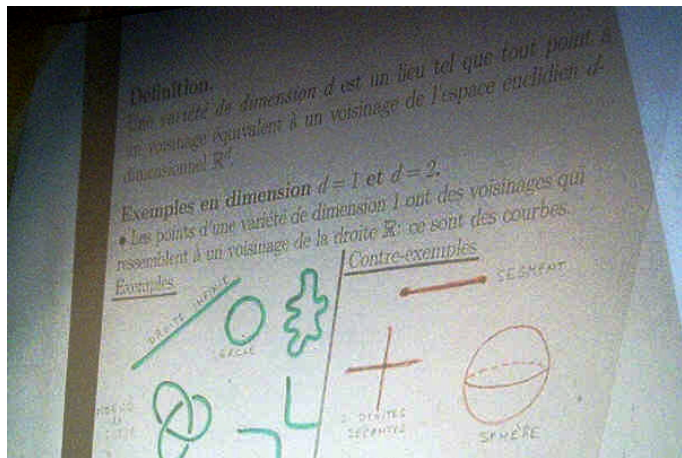 Définition.
Une variété de dimension d est un lieu tel que tout point a
un voisinage équivalent à un voisinage de l'espace euclidien d-
dimensionnel ℝᵈ.
Exemples en dimension d = 1 et d = 2.
• Les points d'une variété de dimension 1 ont des voisinages qui
ressemblent à un voisinage de la droite ℝ: ce sont des courbes.
Exemples
Contre-exemples
DROITE INFINIE
CERCLE
SEGMENT
2 DROITES
SÉCANTES
SPHÈRE